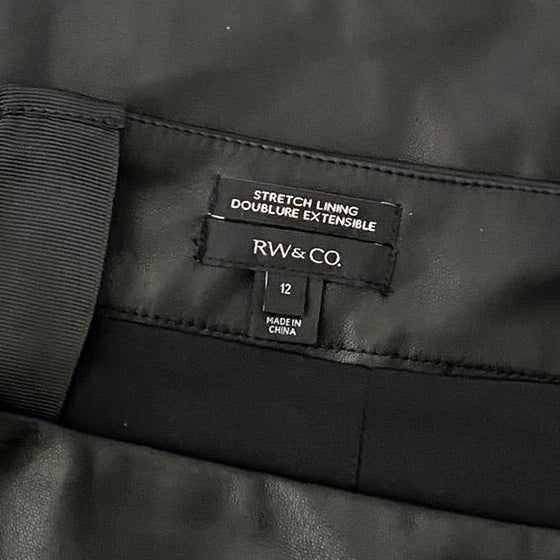 STRETCH LINING
DOUBLURE EXTENSIBLE
RW&CO.
12
MADE IN
CHINA